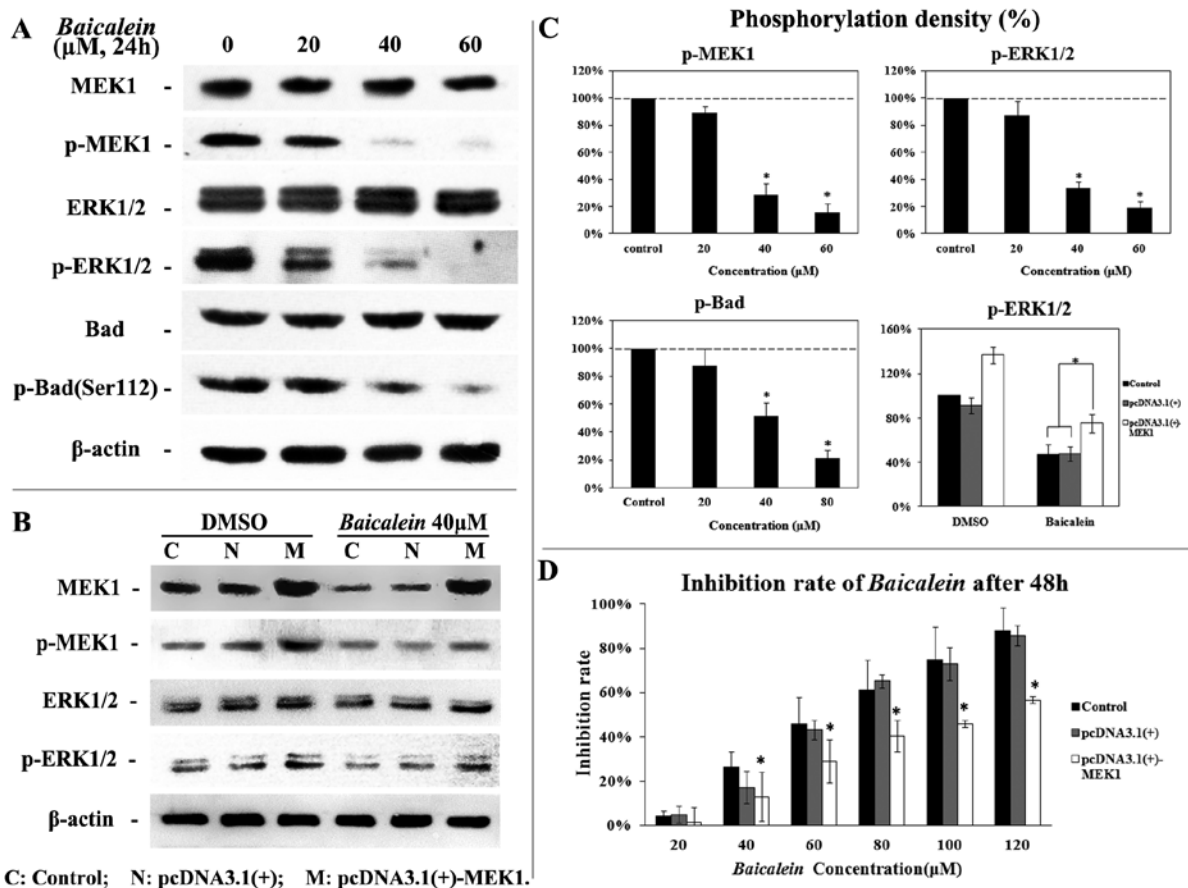 A
Baicalein
(μM, 24h) 0 20 40 60
MEK1 -
p-MEK1 -
ERK1/2 -
p-ERK1/2 -
Bad -
p-Bad(Ser112) -
β-actin -
B
DMSO Baicalein 40μM
C N M C N M
MEK1 -
p-MEK1 -
ERK1/2 -
p-ERK1/2 -
β-actin -
C: Control; N: pcDNA3.1(+); M: pcDNA3.1(+)-MEK1.
C
Phosphorylation density (%)
p-MEK1
120%
100%
80%
60%
40%
20%
0%
* *
control 20 40 60
Concentration (μM)
p-ERK1/2
120%
100%
80%
60%
40%
20%
0%
* *
control 20 40 60
Concentration (μM)
p-Bad
120%
100%
80%
60%
40%
20%
0%
* *
Control 20 40 80
Concentration (μM)
p-ERK1/2
160%
120%
80%
40%
0%
*
DMSO Baicalein
Control
pcDNA3.1(+)
pcDNA3.1(+)-
MEK1
D
Inhibition rate of Baicalein after 48h
Inhibition rate
100%
80%
60%
40%
20%
0%
* * * * *
20 40 60 80 100 120
Baicalein Concentration(μM)
Control
pcDNA3.1(+)
pcDNA3.1(+)-
MEK1